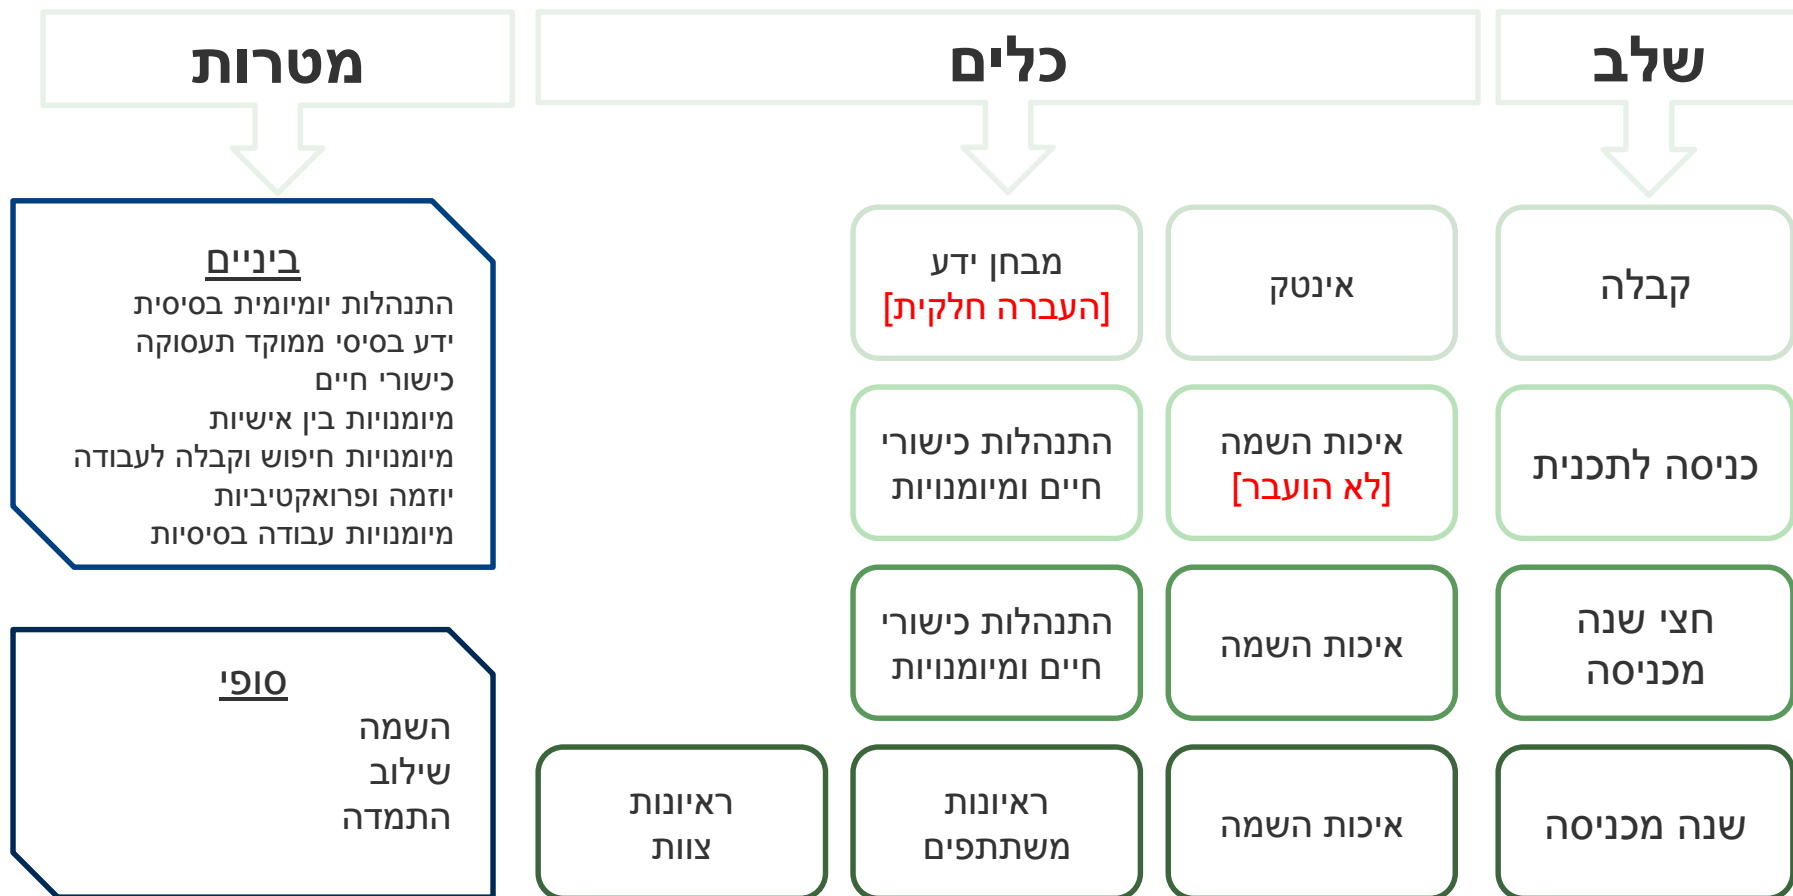 שלב
כלים
מטרות
קבלה
אינטק
מבחן ידע
[העברה חלקית]
כניסה לתכנית
איכות השמה
[לא הועבר]
התנהלות כישורי
חיים ומיומנויות
חצי שנה
מכניסה
איכות השמה
התנהלות כישורי
חיים ומיומנויות
שנה מכניסה
איכות השמה
ראיונות
משתתפים
ראיונות
צוות
ביניים
התנהלות יומיומית בסיסית
ידע בסיסי ממוקד תעסוקה
כישורי חיים
מיומנויות בין אישיות
מיומנויות חיפוש וקבלה לעבודה
יוזמה ופרואקטיביות
מיומנויות עבודה בסיסיות
סופי
השמה
שילוב
התמדה